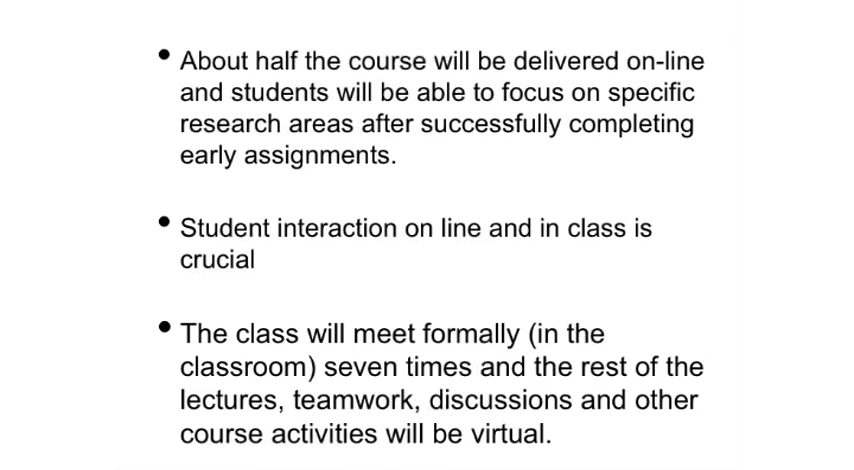 • About half the course will be delivered on-line
and students will be able to focus on specific
research areas after successfully completing
early assignments.
• Student interaction on line and in class is
crucial
• The class will meet formally (in the
classroom) seven times and the rest of the
lectures, teamwork, discussions and other
course activities will be virtual.